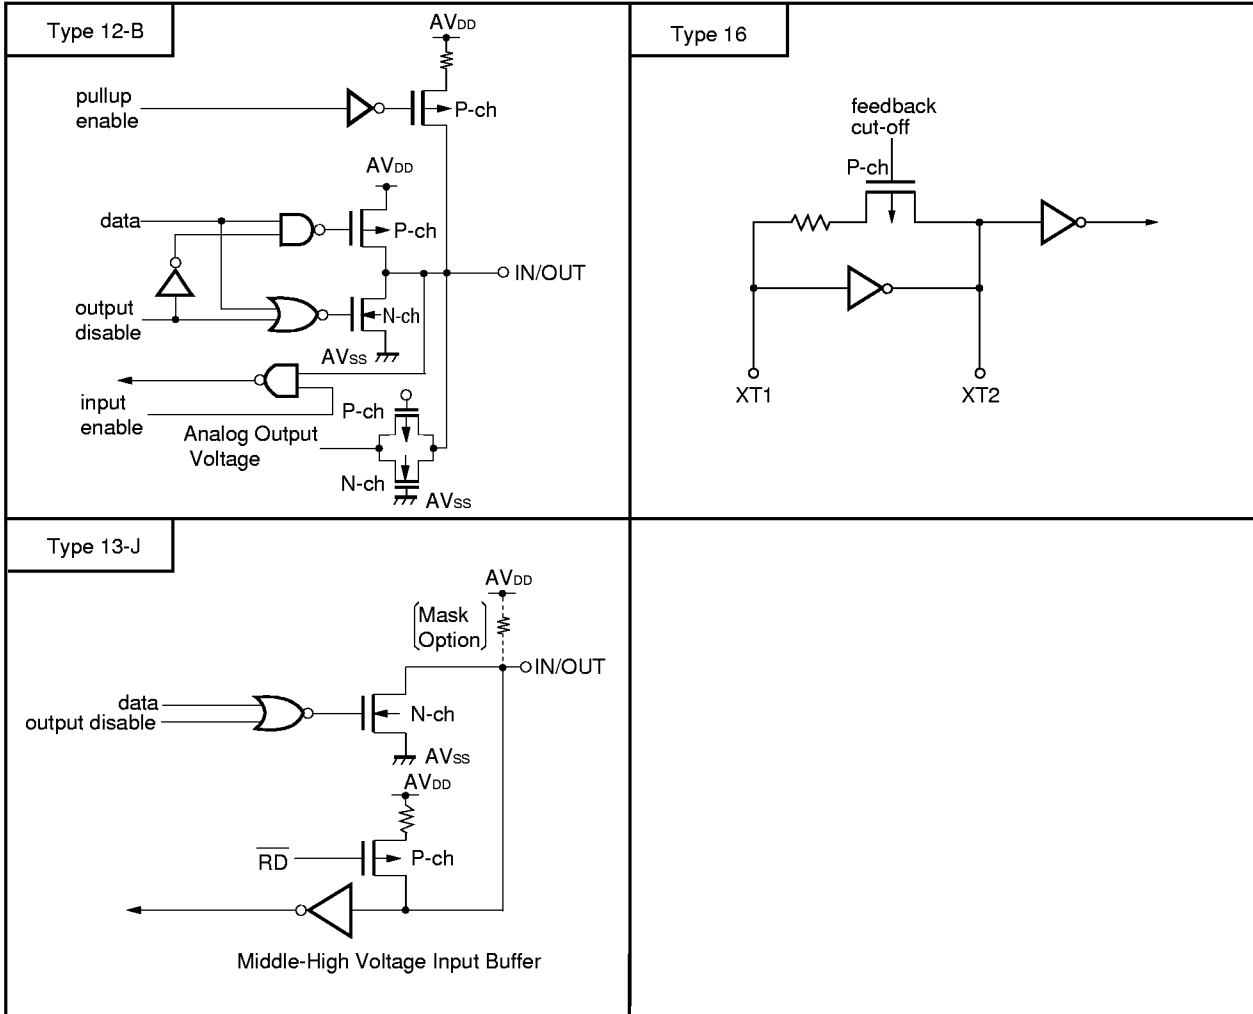 Type 12-B
AVDD
pullup
enable
P-ch
AVDD
data
P-ch
IN/OUT
output
disable
N-ch
AVSS
input
enable
P-ch
Analog Output
Voltage
N-ch
AVSS
Type 16
feedback
cut-off
P-ch
XT1
XT2
Type 13-J
AVDD
[Mask
Option]
IN/OUT
data
output disable
N-ch
AVSS
AVDD
RD
P-ch
Middle-High Voltage Input Buffer